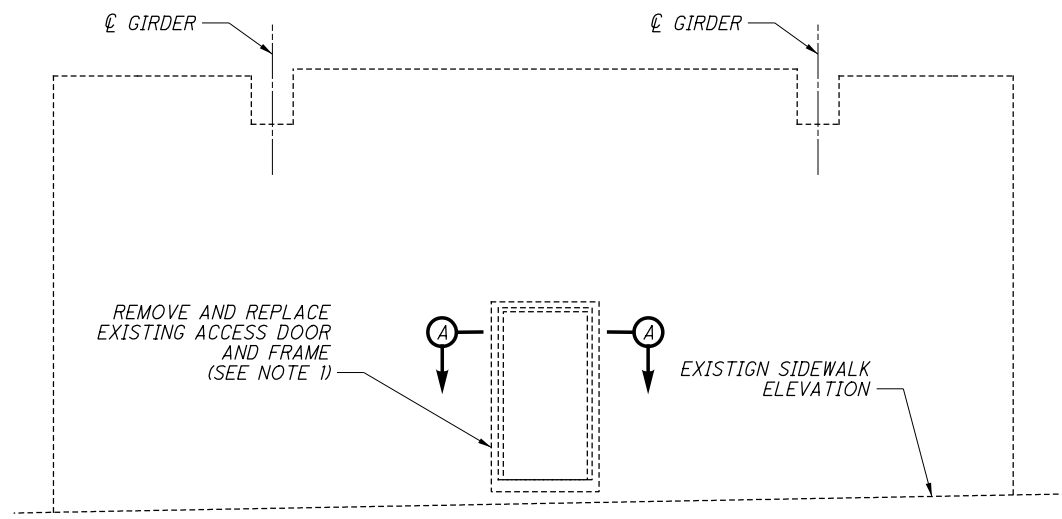 ℄ GIRDER
℄ GIRDER
REMOVE AND REPLACE
EXISTING ACCESS DOOR
AND FRAME
(SEE NOTE 1)
A
A
EXISTIGN SIDEWALK
ELEVATION